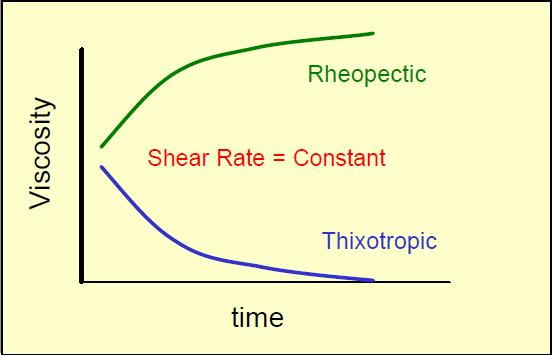 Rheopectic
Viscosity
Shear Rate = Constant
Thixotropic
time